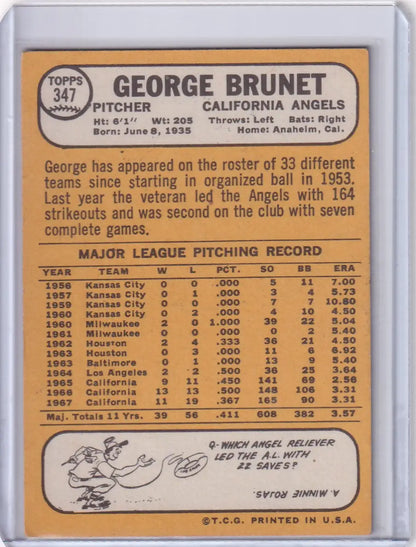 TOPPS
347
GEORGE BRUNET
PITCHER CALIFORNIA ANGELS
Ht: 6'1" Wt: 205 Throws: Left Bats: Right
Born: June 8, 1935 Home: Anaheim, Cal.
George has appeared on the roster of 33 different
teams since starting in organized ball in 1953.
Last year the veteran led the Angels with 164
strikeouts and was second on the club with seven
complete games.
MAJOR LEAGUE PITCHING RECORD
YEAR TEAM W L PCT. SO BB ERA
1956 Kansas City 0 0 .000 5 11 7.00
1957 Kansas City 0 1 .000 3 4 5.73
1959 Kansas City 0 0 .000 7 7 10.80
1960 Kansas City 0 2 .000 4 10 4.50
1960 Milwaukee 2 0 1.000 39 22 5.04
1961 Milwaukee 0 0 .000 0 2 5.40
1962 Houston 2 4 .333 36 21 4.50
1963 Houston 0 3 .000 11 6 6.92
1963 Baltimore 0 1 .000 13 9 5.40
1964 Los Angeles 2 2 .500 36 25 3.64
1965 California 9 11 .450 141 69 2.56
1966 California 13 13 .500 148 106 3.31
1967 California 11 19 .367 165 90 3.31
Maj. Totals 11 Yrs. 39 56 .411 608 382 3.57
Q- WHICH ANGEL RELIEVER
LED THE A.L. WITH
22 SAVES?
A. MINNIE ROJAS.
©T.C.G. PRINTED IN U.S.A.